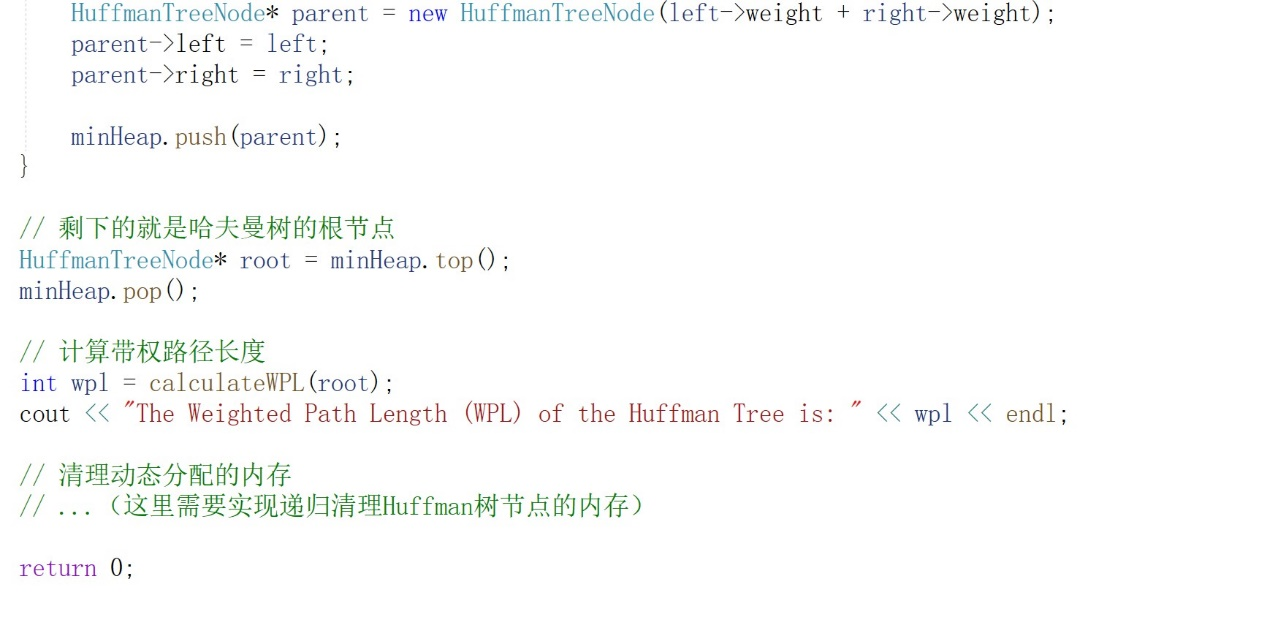 HuffmanTreeNode* parent = new HuffmanTreeNode(left->weight + right->weight);
parent->left = left;
parent->right = right;
minHeap.push(parent);
}
// 剩下的就是哈夫曼树的根节点
HuffmanTreeNode* root = minHeap.top();
minHeap.pop();
// 计算带权路径长度
int wpl = calculateWPL(root);
cout << "The Weighted Path Length (WPL) of the Huffman Tree is: " << wpl << endl;
// 清理动态分配的内存
// ...（这里需要实现递归清理Huffman树节点的内存）
return 0;